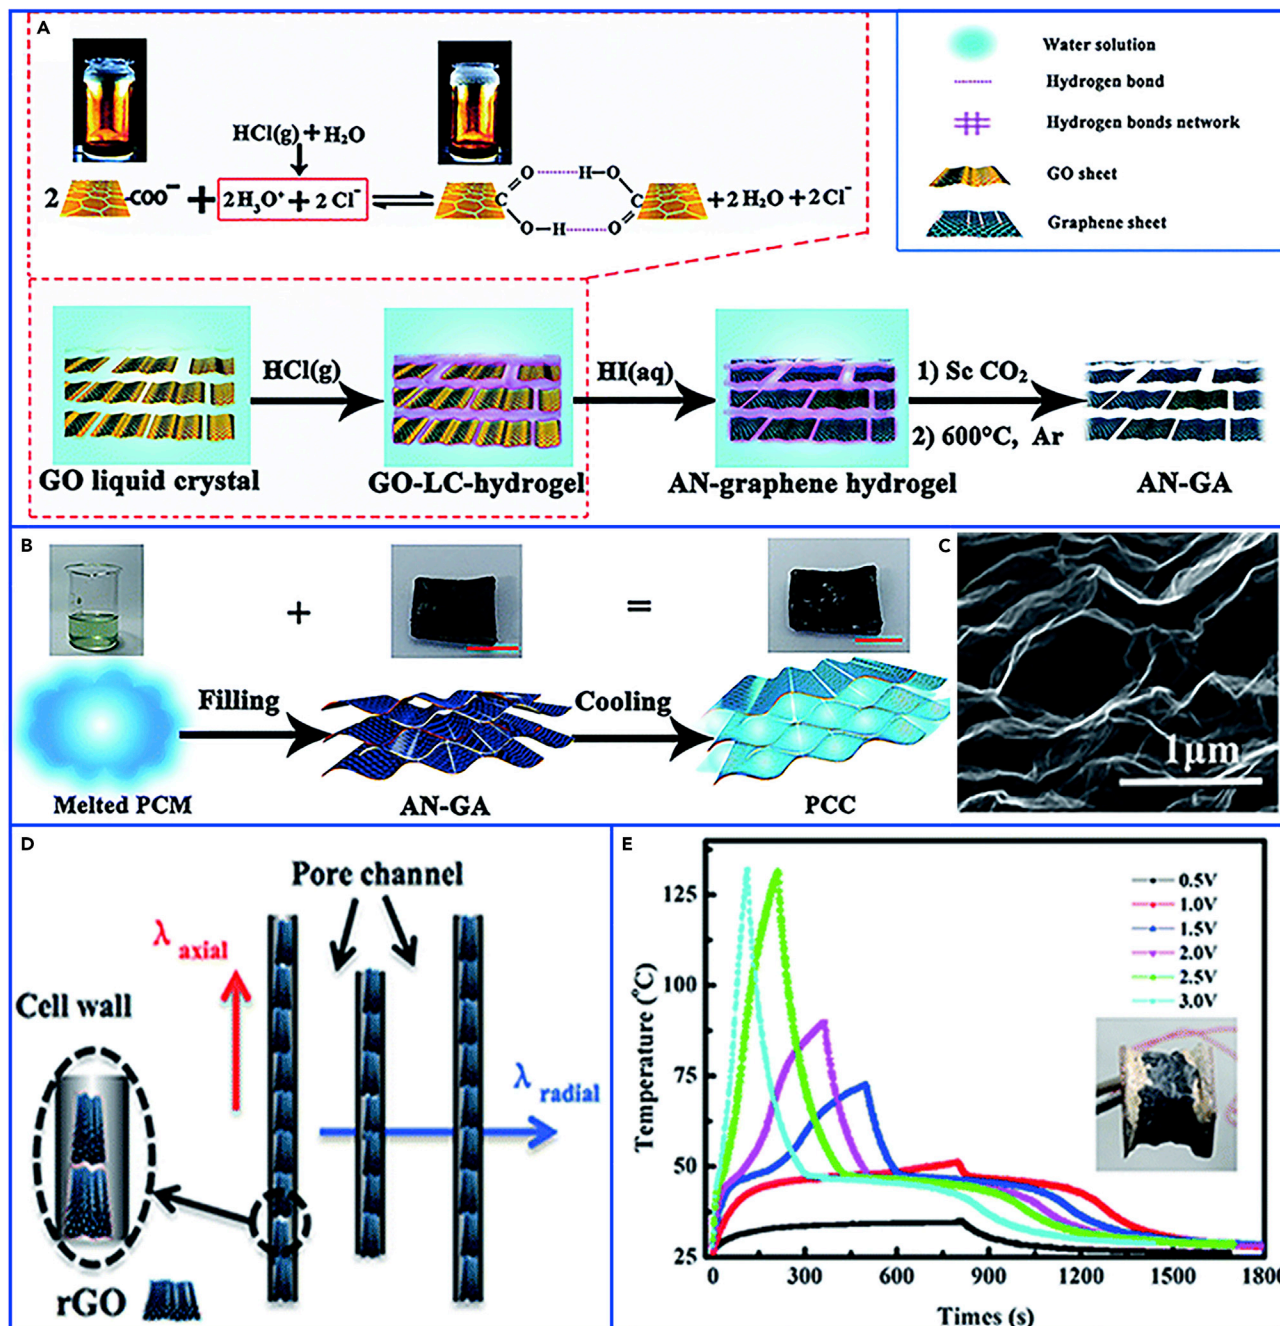 A
HCl(g)+H₂O
2
-COO⁻
+
2H₃O⁺ + 2 Cl⁻
C
O
H-O
C
O-H
O
+2 H₂O +2 Cl⁻
Water solution
Hydrogen bond
Hydrogen bonds network
GO sheet
Graphene sheet
HCl(g)
HI(aq)
1) Sc CO₂
2) 600°C, Ar
GO liquid crystal
GO-LC-hydrogel
AN-graphene hydrogel
AN-GA
B
+
=
Filling
Cooling
Melted PCM
AN-GA
PCC
C
1μm
D
Pore channel
λ axial
Cell wall
λ radial
rGO
E
125
100
75
50
25
Temperature (°C)
0.5V
1.0V
1.5V
2.0V
2.5V
3.0V
0 300 600 900 1200 1500 1800
Times (s)